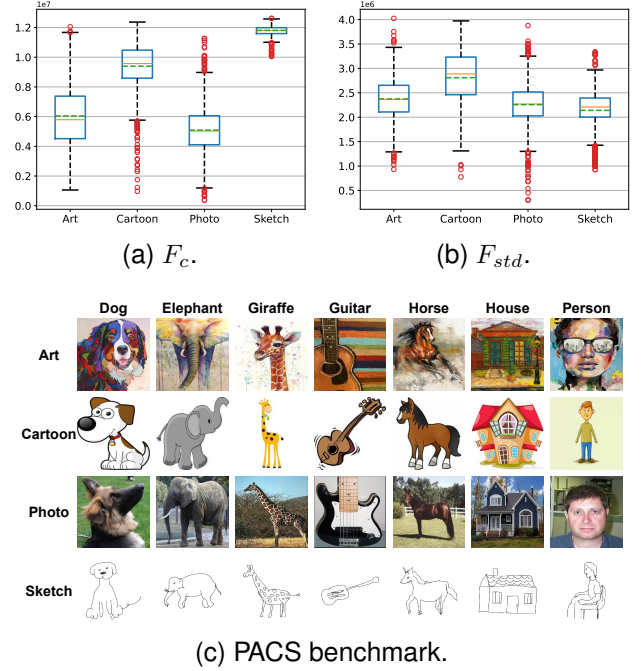 1e7
1.2
1.0
0.8
0.6
0.4
0.2
0.0
Art Cartoon Photo Sketch
(a) F_c.
1e6
4.0
3.5
3.0
2.5
2.0
1.5
1.0
0.5
Art Cartoon Photo Sketch
(b) F_{std}.
Dog Elephant Giraffe Guitar Horse House Person
Art
Cartoon
Photo
Sketch
(c) PACS benchmark.